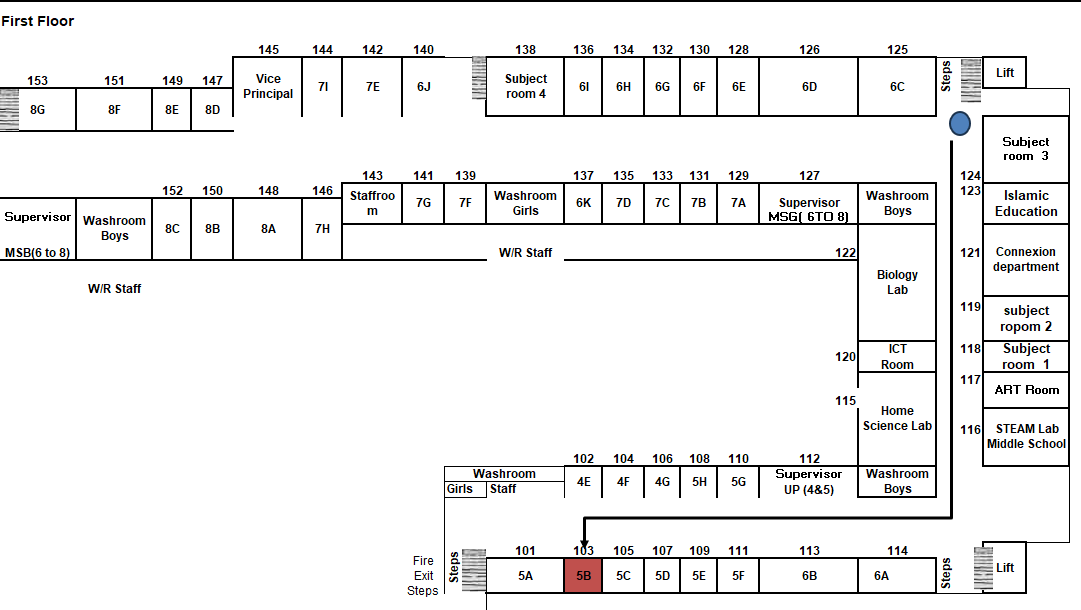 First Floor
145 144 142 140 138 136 134 132 130 128 126 125
153 151 149 147
Steps
Lift
Vice
Principal
7I 7E 6J
Subject
room 4
6I 6H 6G 6F 6E 6D 6C
8G 8F 8E 8D
Subject
room 3
143 141 139 137 135 133 131 129 127
124
152 150 148 146
123
Staffroo
m
7G 7F
Washroom
Girls
6K 7D 7C 7B 7A
Supervisor
MSG( 6TO 8)
Washroom
Boys
Islamic
Education
Supervisor
MSB(6 to 8)
Washroom
Boys
8C 8B 8A 7H
W/R Staff
122
121
Connexion
department
Biology
Lab
W/R Staff
119
subject
ropom 2
120
ICT
Room
118
Subject
room 1
117
ART Room
115
Home
Science Lab
116
STEAM Lab
Middle School
102 104 106 108 110 112
Washroom
Girls Staff
4E 4F 4G 5H 5G
Supervisor
UP (4&5)
Washroom
Boys
101 103 105 107 109 111 113 114
Fire
Exit
Steps
Steps
5A 5B 5C 5D 5E 5F 6B 6A
Steps
Lift